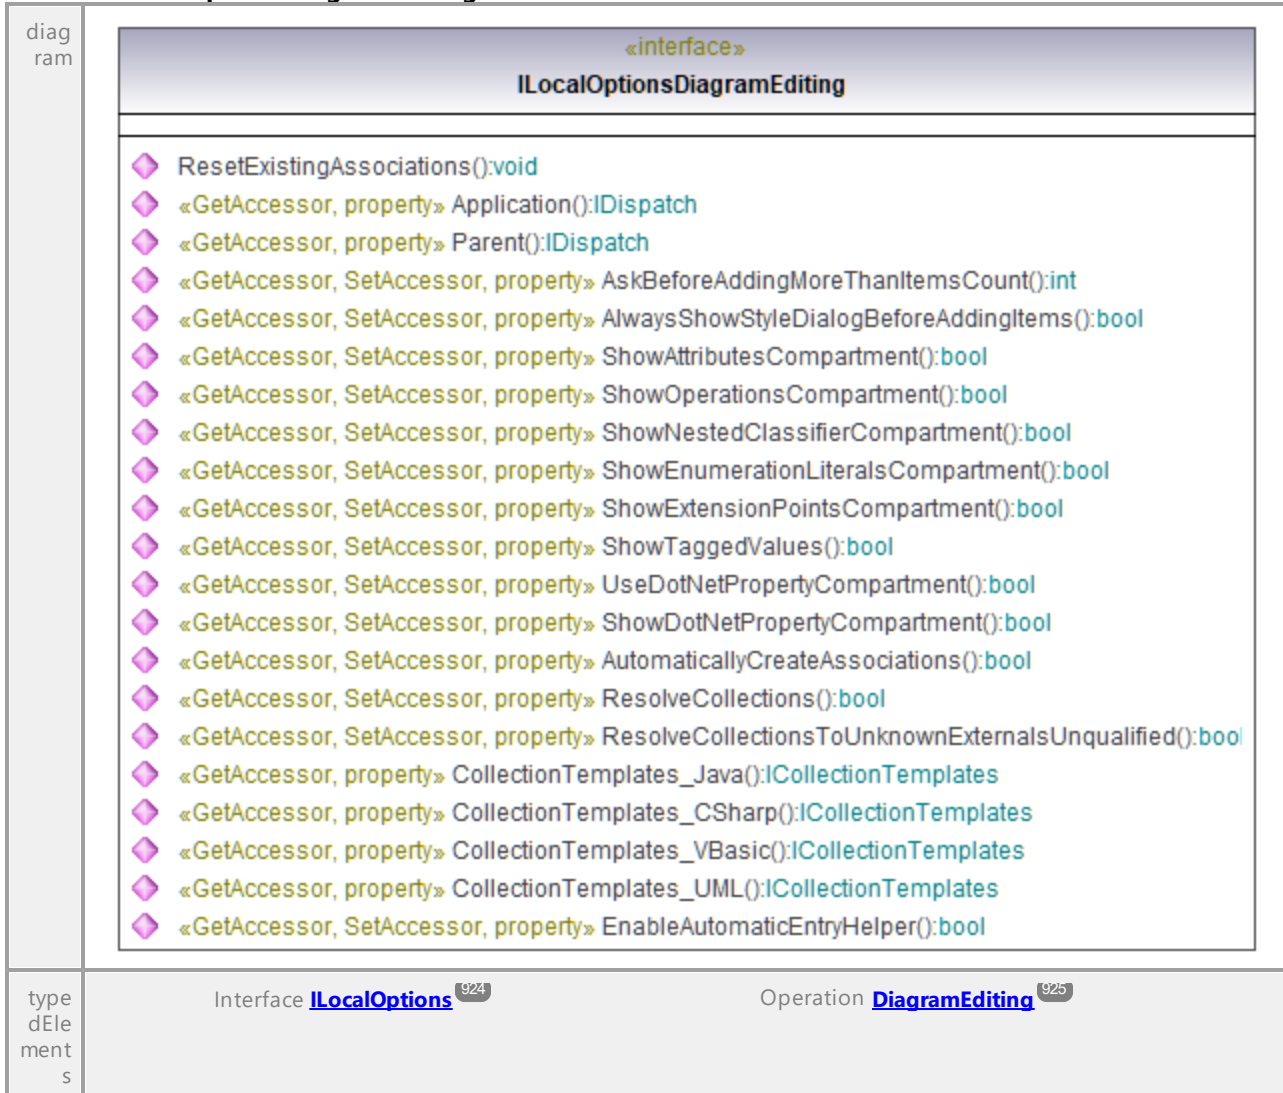 diag
ram
«interface»
ILocalOptionsDiagramEditing
ResetExistingAssociations():void
«GetAccessor, property» Application():IDispatch
«GetAccessor, property» Parent():IDispatch
«GetAccessor, SetAccessor, property» AskBeforeAddingMoreThanItemsCount():int
«GetAccessor, SetAccessor, property» AlwaysShowStyleDialogBeforeAddingItems():bool
«GetAccessor, SetAccessor, property» ShowAttributesCompartment():bool
«GetAccessor, SetAccessor, property» ShowOperationsCompartment():bool
«GetAccessor, SetAccessor, property» ShowNestedClassifierCompartment():bool
«GetAccessor, SetAccessor, property» ShowEnumerationLiteralsCompartment():bool
«GetAccessor, SetAccessor, property» ShowExtensionPointsCompartment():bool
«GetAccessor, SetAccessor, property» ShowTaggedValues():bool
«GetAccessor, SetAccessor, property» UseDotNetPropertyCompartment():bool
«GetAccessor, SetAccessor, property» ShowDotNetPropertyCompartment():bool
«GetAccessor, SetAccessor, property» AutomaticallyCreateAssociations():bool
«GetAccessor, SetAccessor, property» ResolveCollections():bool
«GetAccessor, SetAccessor, property» ResolveCollectionsToUnknownExternalsUnqualified():bool
«GetAccessor, property» CollectionTemplates_Java():ICollectionTemplates
«GetAccessor, property» CollectionTemplates_CSharp():ICollectionTemplates
«GetAccessor, property» CollectionTemplates_VBasic():ICollectionTemplates
«GetAccessor, property» CollectionTemplates_UML():ICollectionTemplates
«GetAccessor, SetAccessor, property» EnableAutomaticEntryHelper():bool
type
dEle
ment
s
Interface ILocalOptions 924
Operation DiagramEditing 925